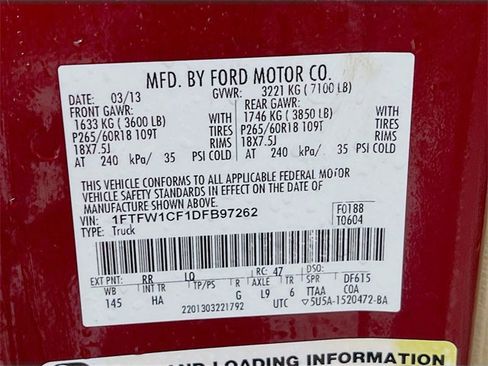 MFD. BY FORD MOTOR CO.
DATE: 03/13 GVWR: 3221 KG ( 7100 LB)
FRONT GAWR: REAR GAWR:
1633 KG ( 3600 LB) 1746 KG ( 3850 LB)
P265/60R18 109T TIRES P265/60R18 109T TIRES
18X7.5J RIMS 18X7.5J RIMS
AT 240 kPa/ 35 PSI COLD AT 240 kPa/ 35 PSI COLD
THIS VEHICLE CONFORMS TO ALL APPLICABLE FEDERAL MOTOR
VEHICLE SAFETY STANDARDS IN EFFECT ON THE DATE OF
MANUFACTURE SHOWN ABOVE.
VIN: 1FTFW1CF1DFB97262 F0188
TYPE: Truck T0604
EXT PNT: RR LQ RC: 47 DSO:
WB INT TR TP/PS R AXLE TR SPR DF615
145 HA G L9 6 TTAA COA
2201303221792 UTC ▽5U5A-1520472-BA
AND LOADING INFORMATION